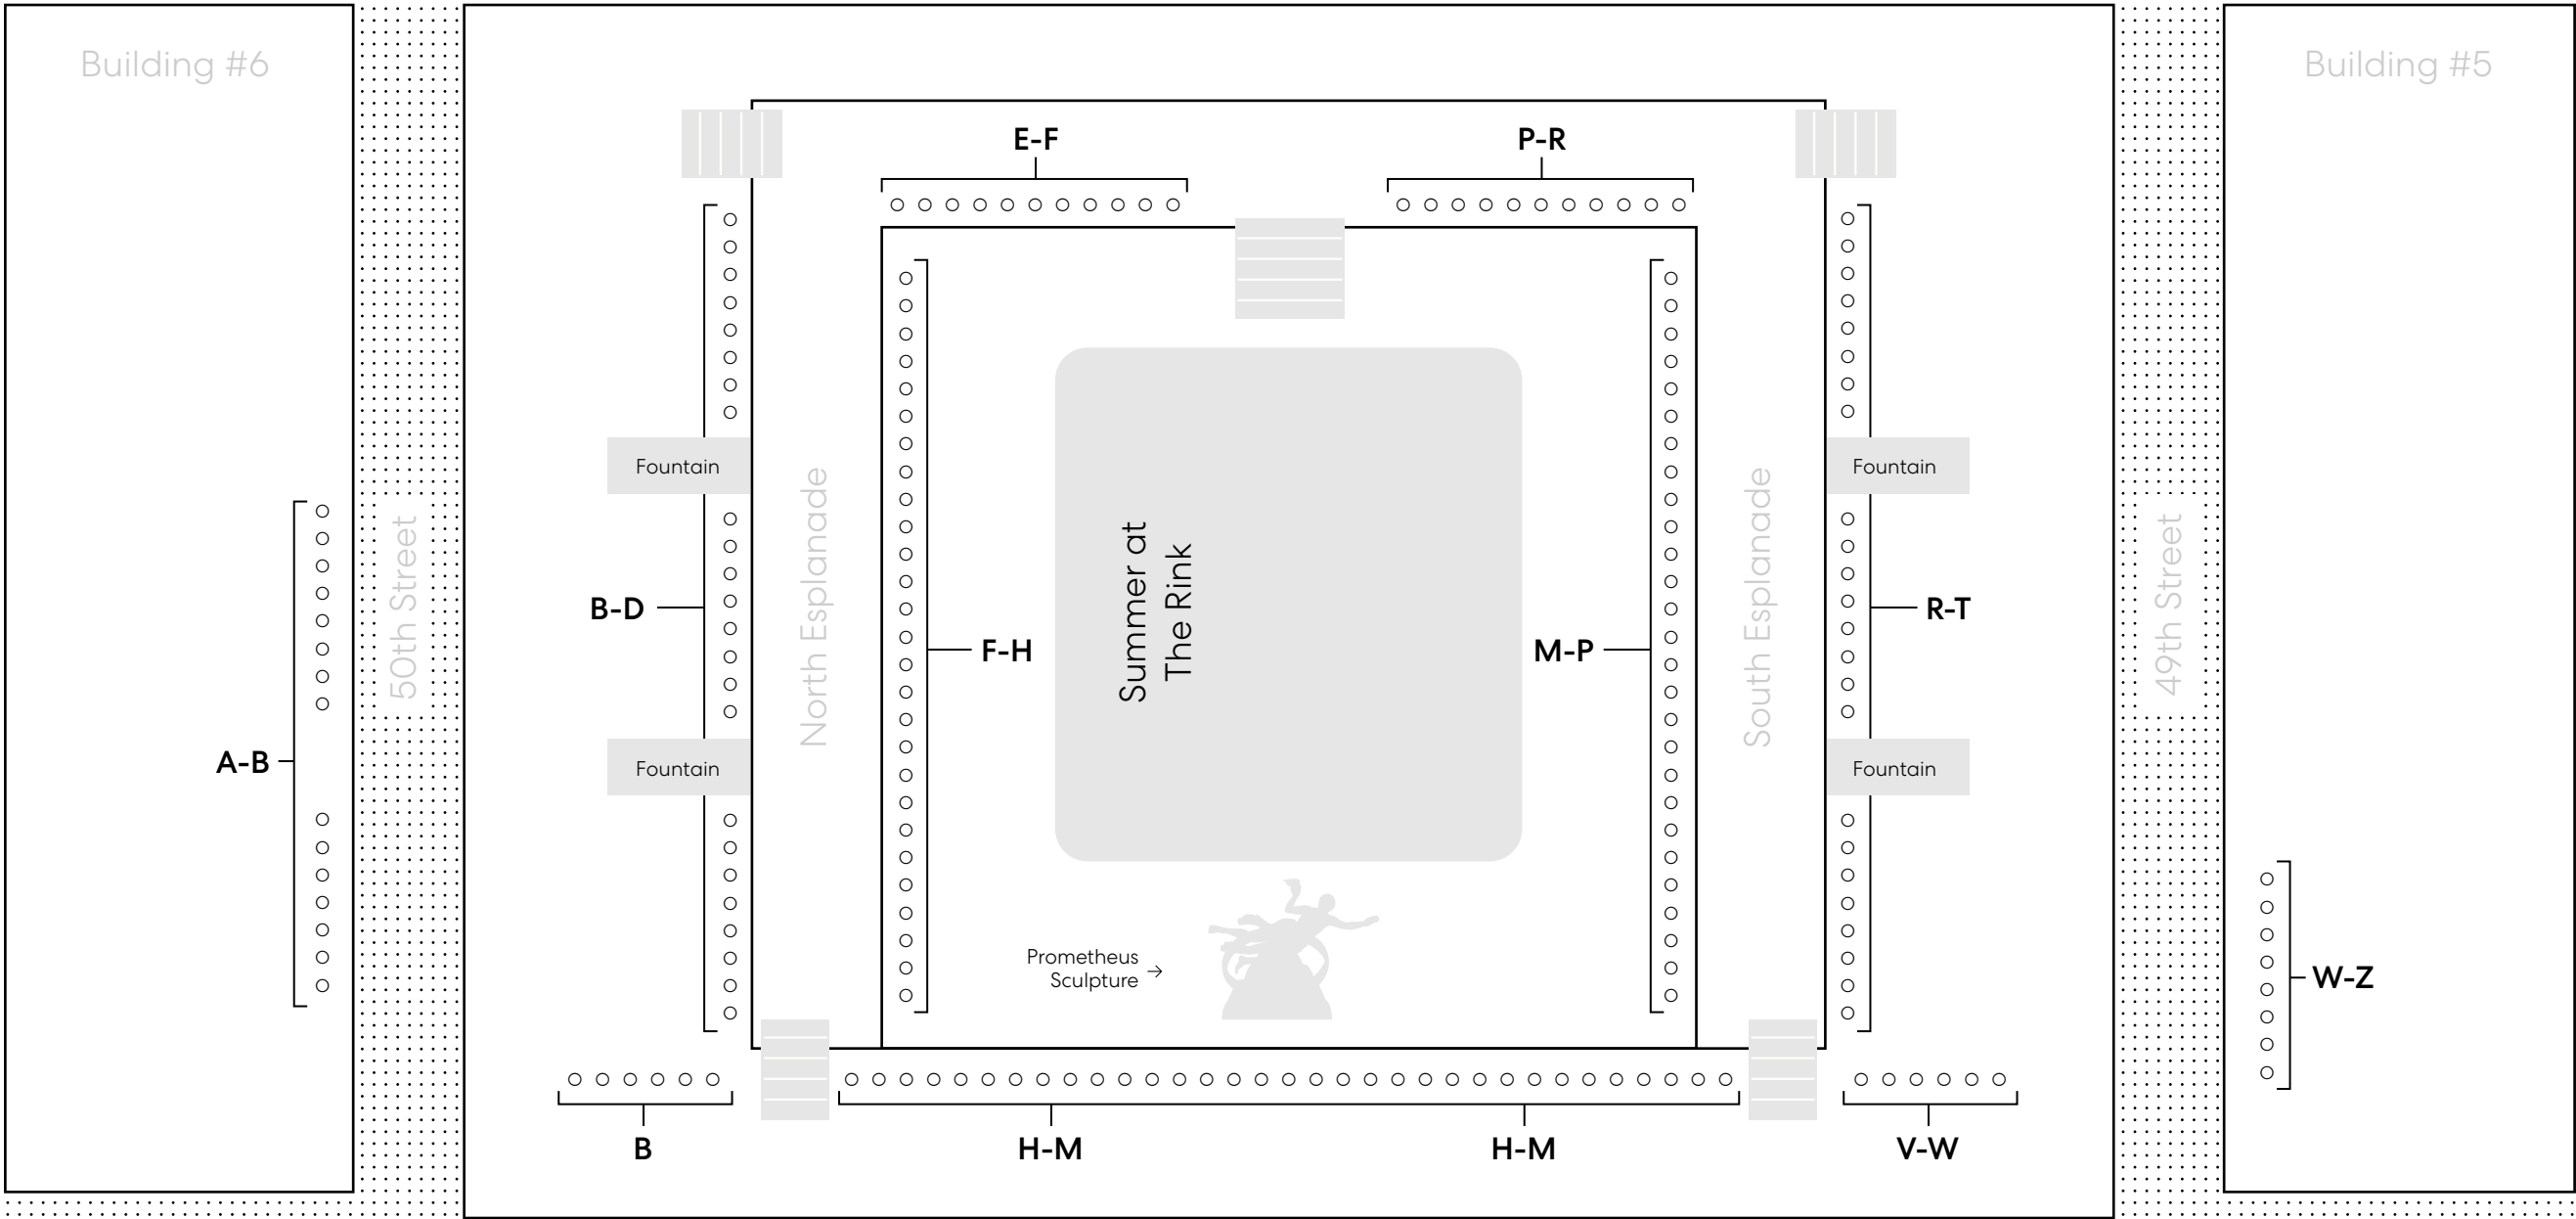 Building #6
Building #5
E-F
P-R
Fountain
Fountain
50th Street
North Esplanade
Summer at
The Rink
South Esplanade
49th Street
B-D
R-T
F-H
M-P
A-B
Fountain
Fountain
Prometheus
Sculpture →
W-Z
B
H-M
H-M
V-W